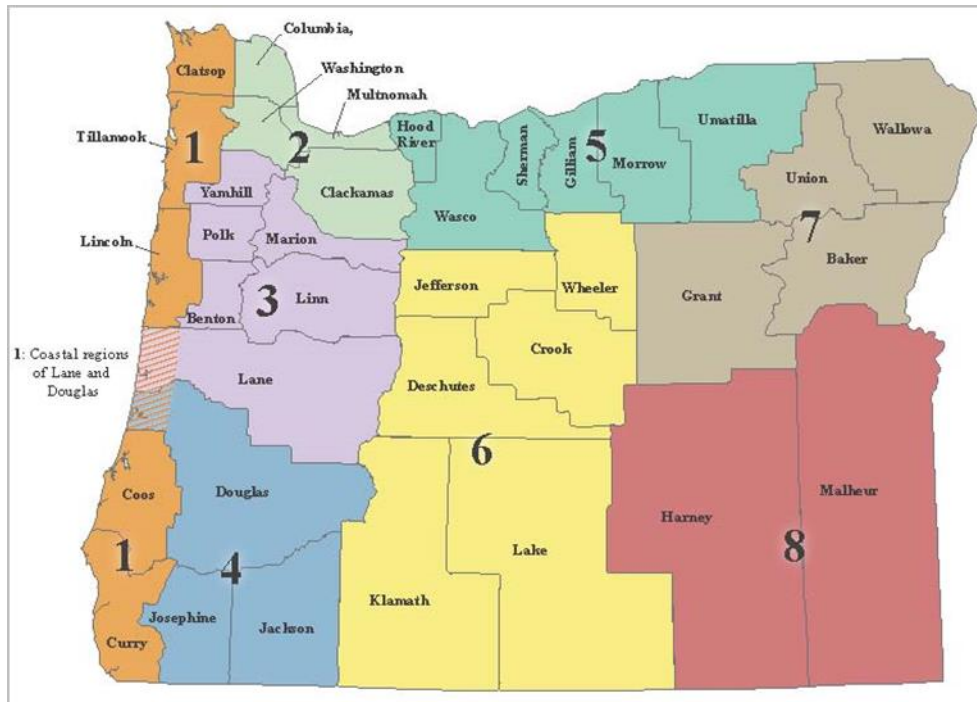 Columbia,
Clatsop
Washington
Multnomah
Tillamook
1
2
Hood
River
Sherman
Gilliam
5
Morrow
Umatilla
Wallowa
Union
7
Yamhill
Clackamas
Wasco
Polk
Marion
Lincoln
Baker
Jefferson
Wheeler
Grant
3
Linn
Benton
Crook
1: Coastal regions
of Lane and
Douglas
Lane
Deschutes
6
Coos
Douglas
Malheur
Harney
8
1
4
Lake
Klamath
Josephine
Jackson
Curry